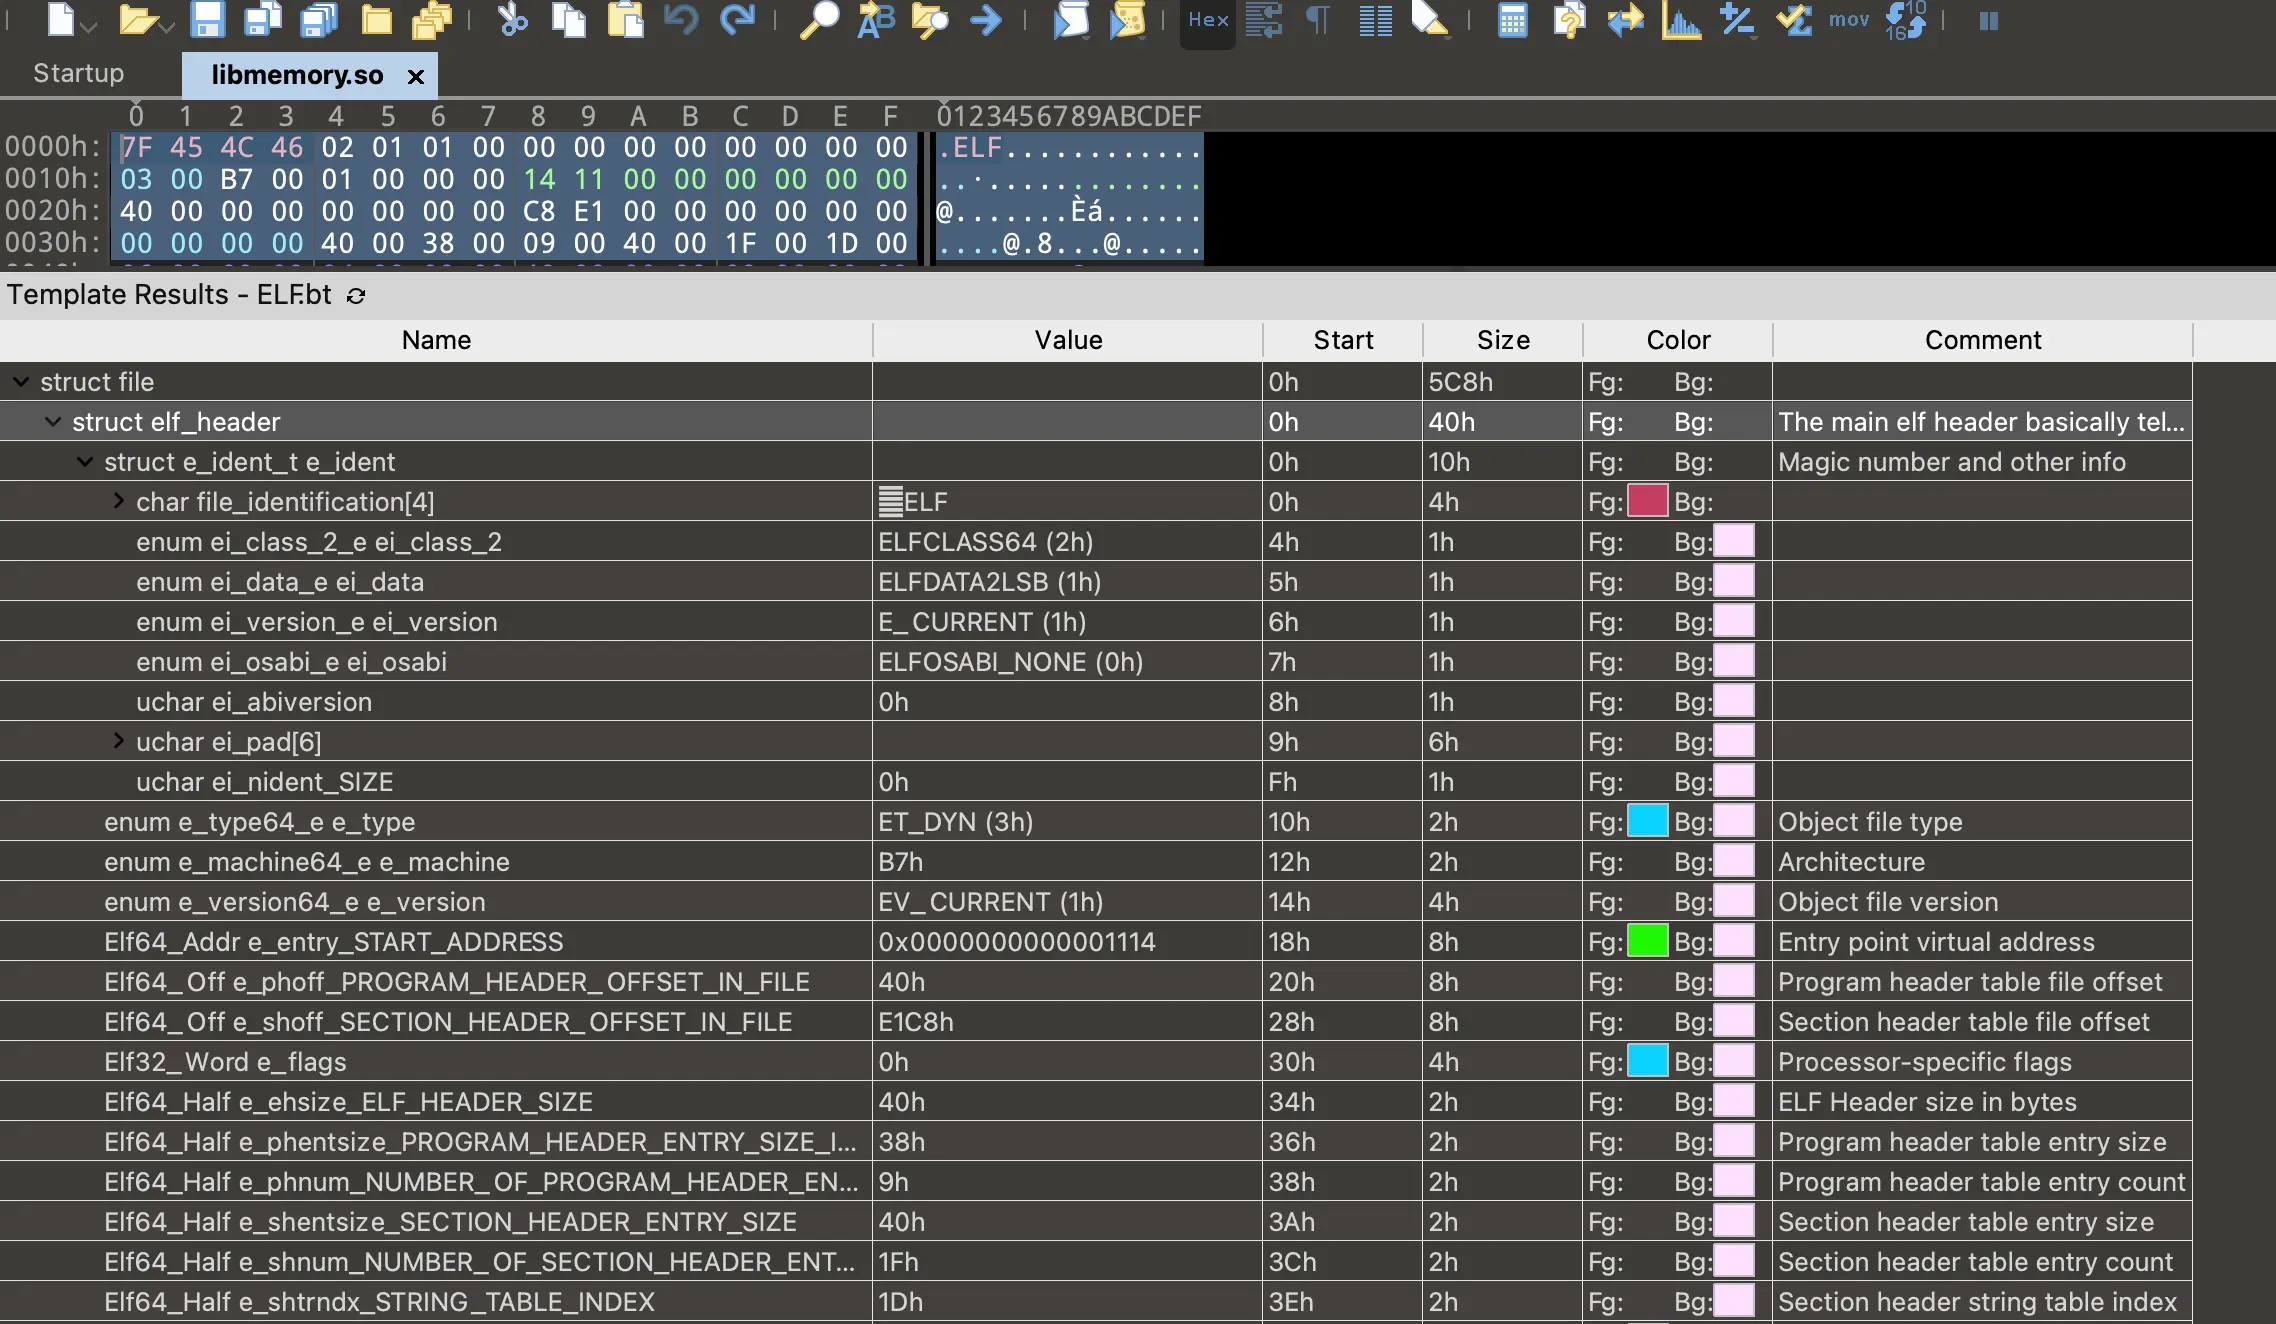 Hex
mov
10
16
Startup
libmemory.so ×
0 1 2 3 4 5 6 7 8 9 A B C D E F 0123456789ABCDEF
0000h: 7F 45 4C 46 02 01 01 00 00 00 00 00 00 00 00 00 .ELF............
0010h: 03 00 B7 00 01 00 00 00 14 11 00 00 00 00 00 00 ..·.............
0020h: 40 00 00 00 00 00 00 00 C8 E1 00 00 00 00 00 00 @.......Èá......
0030h: 00 00 00 00 40 00 38 00 09 00 40 00 1F 00 1D 00 ....@.8...@.....
Template Results - ELF.bt
Name Value Start Size Color Comment
struct file 0h 5C8h Fg: Bg:
struct elf_header 0h 40h Fg: Bg: The main elf header basically tel...
struct e_ident_t e_ident 0h 10h Fg: Bg: Magic number and other info
char file_identification[4] ELF 0h 4h Fg: Bg:
enum ei_class_2_e ei_class_2 ELFCLASS64 (2h) 4h 1h Fg: Bg:
enum ei_data_e ei_data ELFDATA2LSB (1h) 5h 1h Fg: Bg:
enum ei_version_e ei_version E_CURRENT (1h) 6h 1h Fg: Bg:
enum ei_osabi_e ei_osabi ELFOSABI_NONE (0h) 7h 1h Fg: Bg:
uchar ei_abiversion 0h 8h 1h Fg: Bg:
uchar ei_pad[6] 9h 6h Fg: Bg:
uchar ei_nident_SIZE 0h Fh 1h Fg: Bg:
enum e_type64_e e_type ET_DYN (3h) 10h 2h Fg: Bg: Object file type
enum e_machine64_e e_machine B7h 12h 2h Fg: Bg: Architecture
enum e_version64_e e_version EV_CURRENT (1h) 14h 4h Fg: Bg: Object file version
Elf64_Addr e_entry_START_ADDRESS 0x0000000000001114 18h 8h Fg: Bg: Entry point virtual address
Elf64_Off e_phoff_PROGRAM_HEADER_OFFSET_IN_FILE 40h 20h 8h Fg: Bg: Program header table file offset
Elf64_Off e_shoff_SECTION_HEADER_OFFSET_IN_FILE E1C8h 28h 8h Fg: Bg: Section header table file offset
Elf32_Word e_flags 0h 30h 4h Fg: Bg: Processor-specific flags
Elf64_Half e_ehsize_ELF_HEADER_SIZE 40h 34h 2h Fg: Bg: ELF Header size in bytes
Elf64_Half e_phentsize_PROGRAM_HEADER_ENTRY_SIZE_I... 38h 36h 2h Fg: Bg: Program header table entry size
Elf64_Half e_phnum_NUMBER_OF_PROGRAM_HEADER_EN... 9h 38h 2h Fg: Bg: Program header table entry count
Elf64_Half e_shentsize_SECTION_HEADER_ENTRY_SIZE 40h 3Ah 2h Fg: Bg: Section header table entry size
Elf64_Half e_shnum_NUMBER_OF_SECTION_HEADER_ENT... 1Fh 3Ch 2h Fg: Bg: Section header table entry count
Elf64_Half e_shtrndx_STRING_TABLE_INDEX 1Dh 3Eh 2h Fg: Bg: Section header string table index